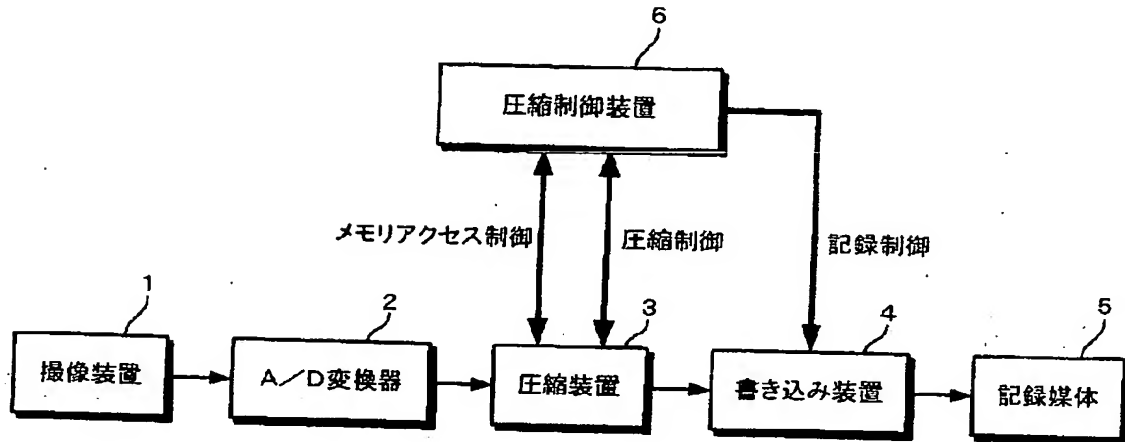 6
圧縮制御装置
メモリアクセス制御
圧縮制御
記録制御
1
2
3
4
5
撮像装置
A/D変換器
圧縮装置
書き込み装置
記録媒体